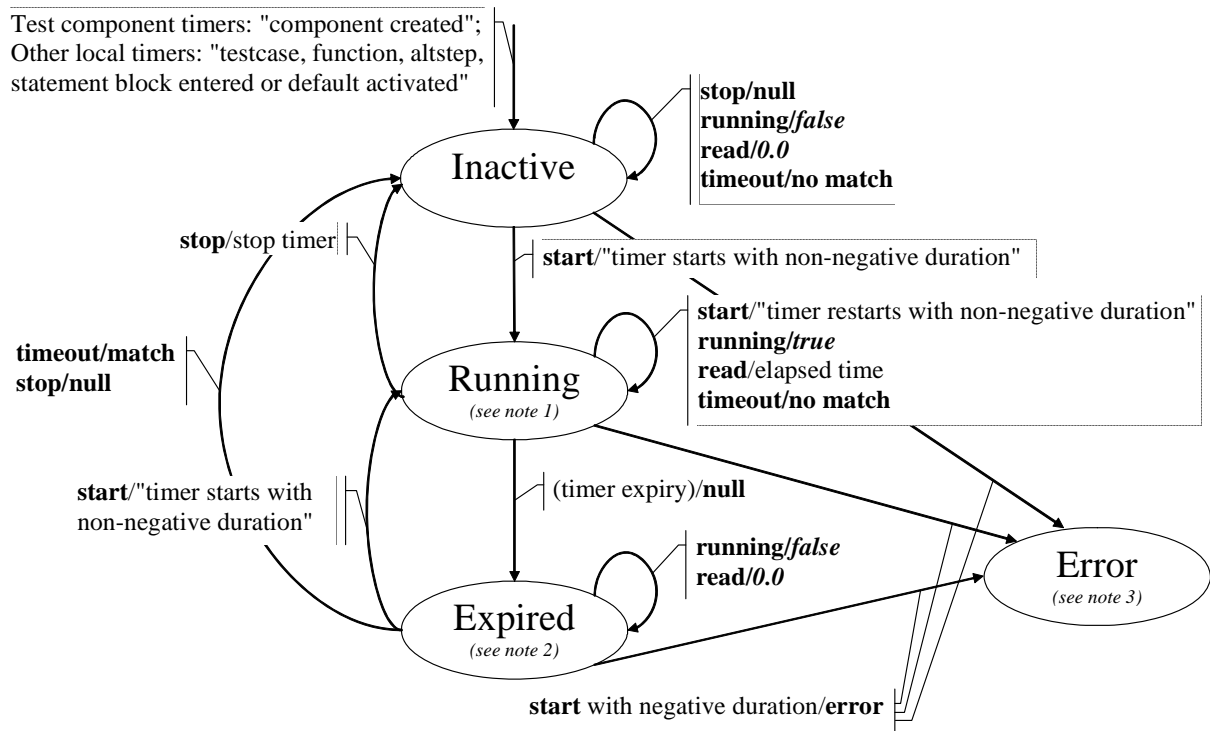 Test component timers: "component created";
Other local timers: "testcase, function, altstep,
statement block entered or default activated"
stop/null
running/false
read/0.0
timeout/no match
Inactive
stop/stop timer
start/"timer starts with non-negative duration"
start/"timer restarts with non-negative duration"
running/true
read/elapsed time
timeout/no match
timeout/match
stop/null
Running
(see note 1)
start/"timer starts with
non-negative duration"
(timer expiry)/null
running/false
read/0.0
Error
(see note 3)
Expired
(see note 2)
start with negative duration/error